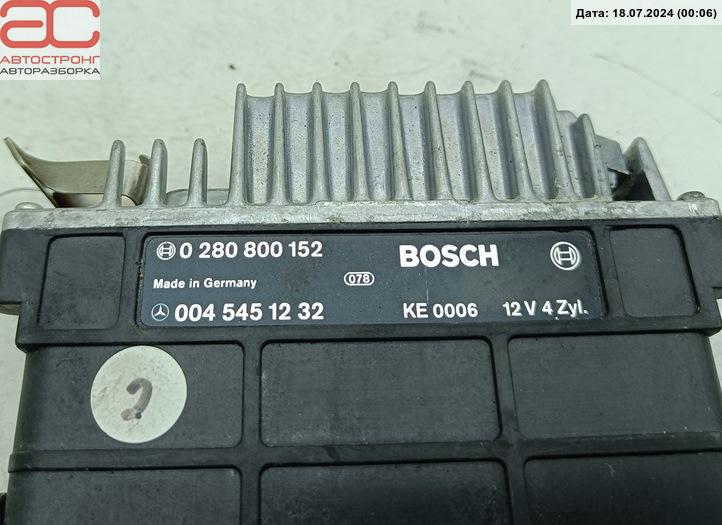 АС
АВТОСТРОНГ
АВТОРАЗБОРКА
Дата: 18.07.2024 (00:06)
0 280 800 152
BOSCH
Made in Germany
078
004 545 12 32
KE 0006
12 V 4 Zyl.